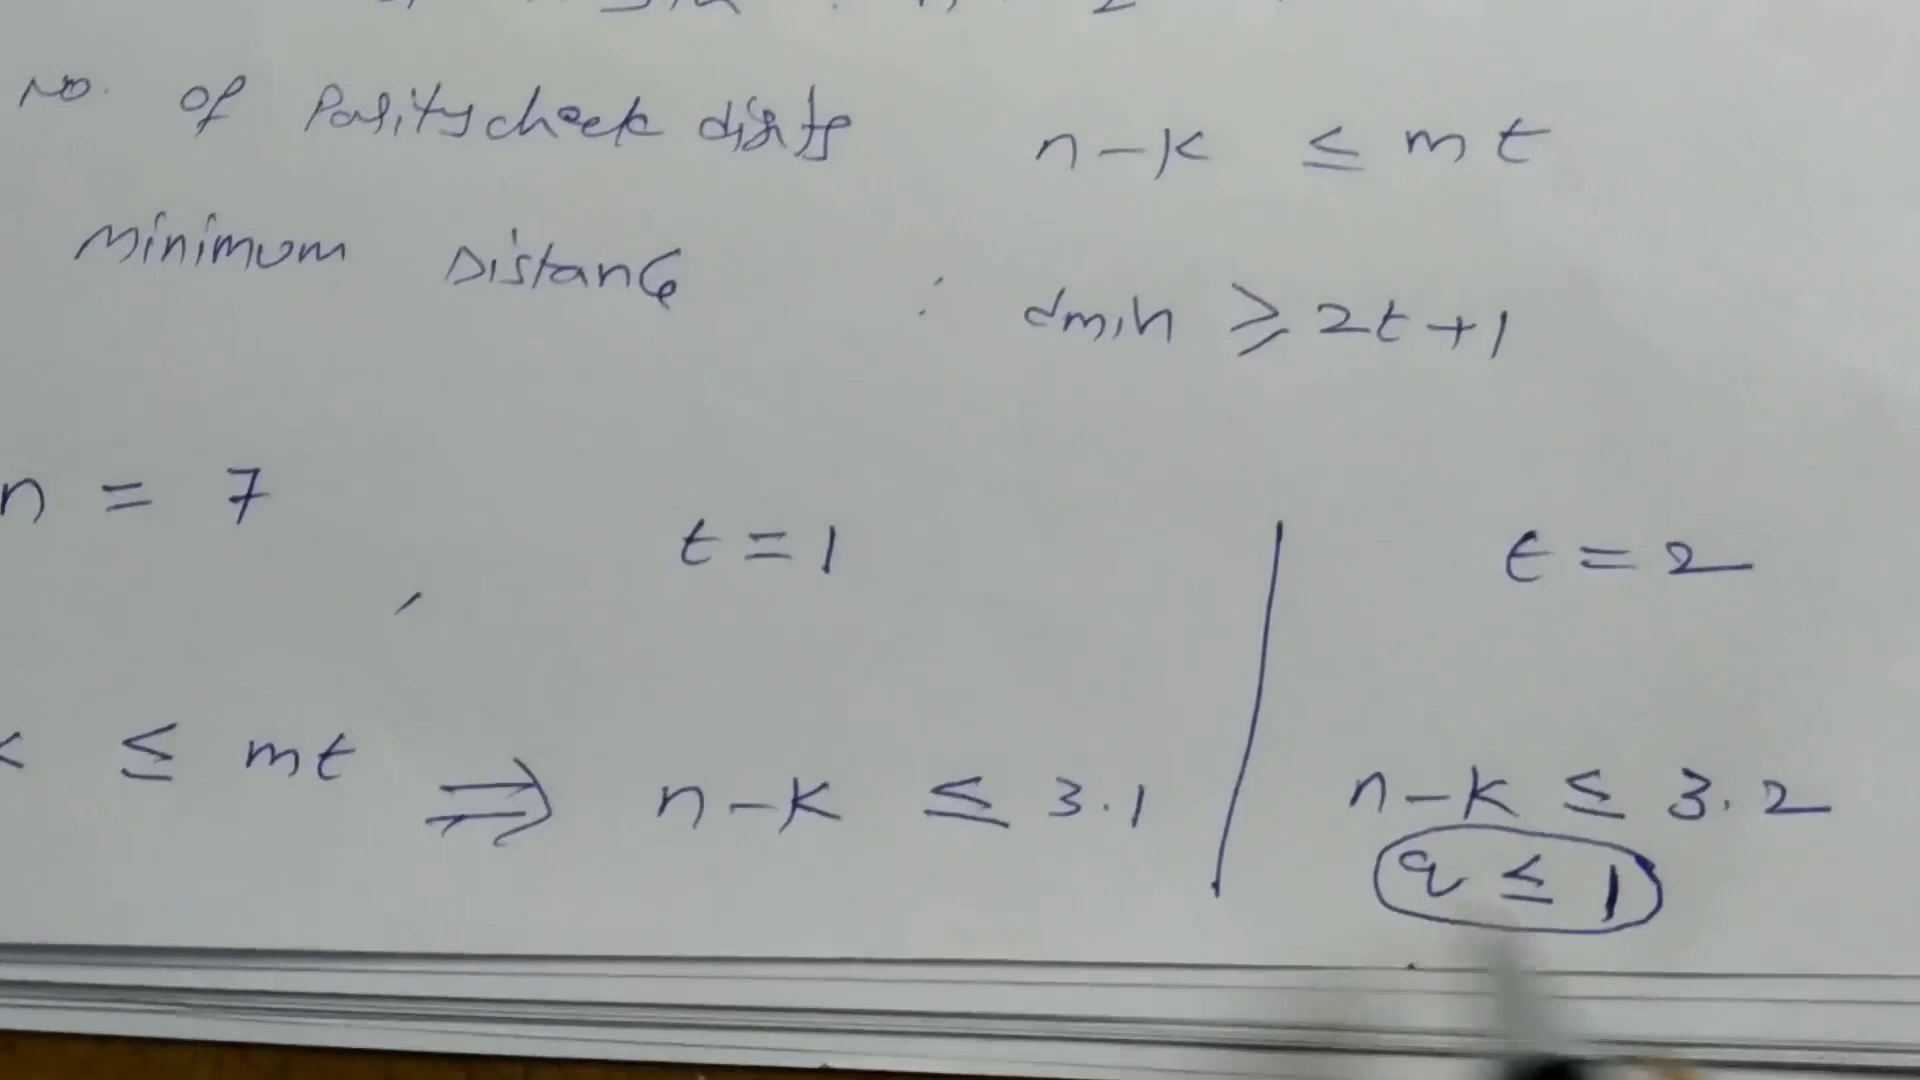 No. of Paritycheck digits n-k ≤ mt
Minimum Distance : dmin ≥ 2t+1
n = 7 , t = 1 t = 2
k ≤ mt ⇒ n-k ≤ 3.1 n-k ≤ 3.2
q ≤ 1